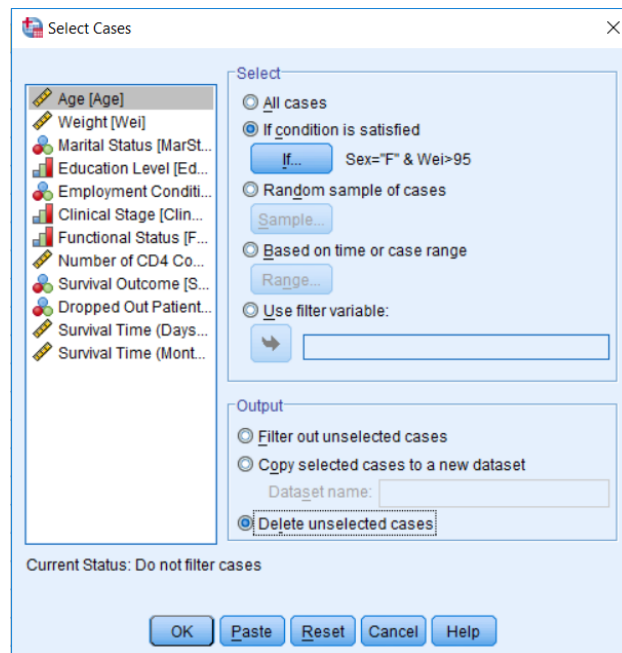 Select Cases
Age [Age]
Weight [Wei]
Marital Status [MarSt...
Education Level [Ed...
Employment Conditi...
Clinical Stage [Clin...
Functional Status [F...
Number of CD4 Co...
Survival Outcome [S...
Dropped Out Patient...
Survival Time (Days...
Survival Time (Mont...
Select
All cases
If condition is satisfied
If... Sex="F" & Wei>95
Random sample of cases
Sample...
Based on time or case range
Range...
Use filter variable:
Output
Filter out unselected cases
Copy selected cases to a new dataset
Dataset name:
Delete unselected cases
Current Status: Do not filter cases
OK Paste Reset Cancel Help